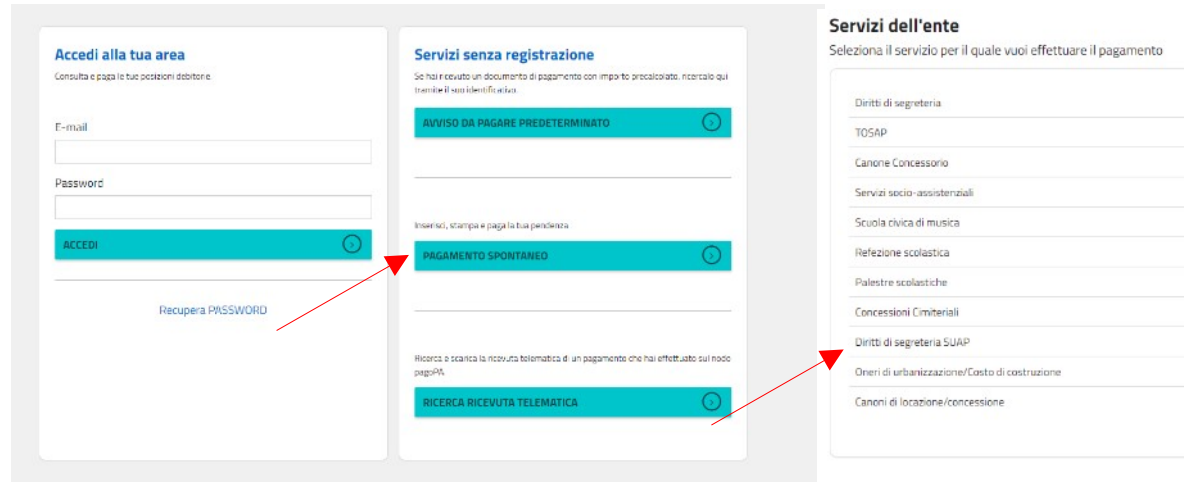 Accedi alla tua area
Consulta e paga le tue posizioni debitorie.
E-mail
Password
ACCEDI
Recupera PASSWORD
Servizi senza registrazione
Se hai ricevuto un documento di pagamento con importo precalcolato, ricercalo qui
tramite il suo identificativo.
AVVISO DA PAGARE PREDETERMINATO
Inserisci, stampa e paga la tua pendenza
PAGAMENTO SPONTANEO
Ricerca e scarica la ricevuta telematica di un pagamento che hai effettuato sul nodo
pagoPA
RICERCA RICEVUTA TELEMATICA
Servizi dell'ente
Seleziona il servizio per il quale vuoi effettuare il pagamento
Diritti di segreteria
TOSAP
Canone Concessorio
Servizi socio-assistenziali
Scuola civica di musica
Refezione scolastica
Palestre scolastiche
Concessioni Cimiteriali
Diritti di segreteria SUAP
Oneri di urbanizzazione/Costo di costruzione
Canoni di locazione/concessione